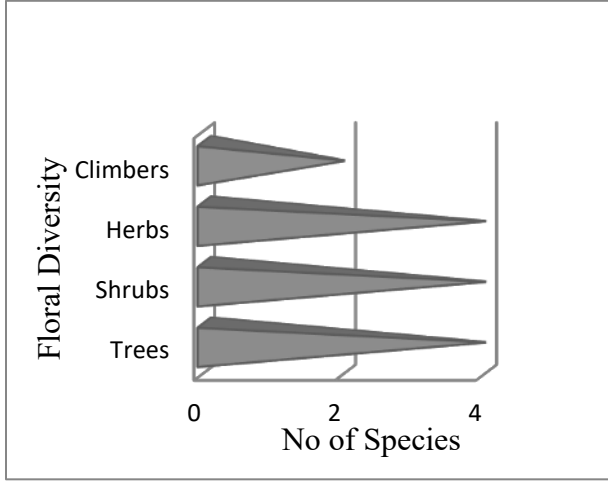 Floral Diversity
Climbers
Herbs
Shrubs
Trees
0 2 4
No of Species